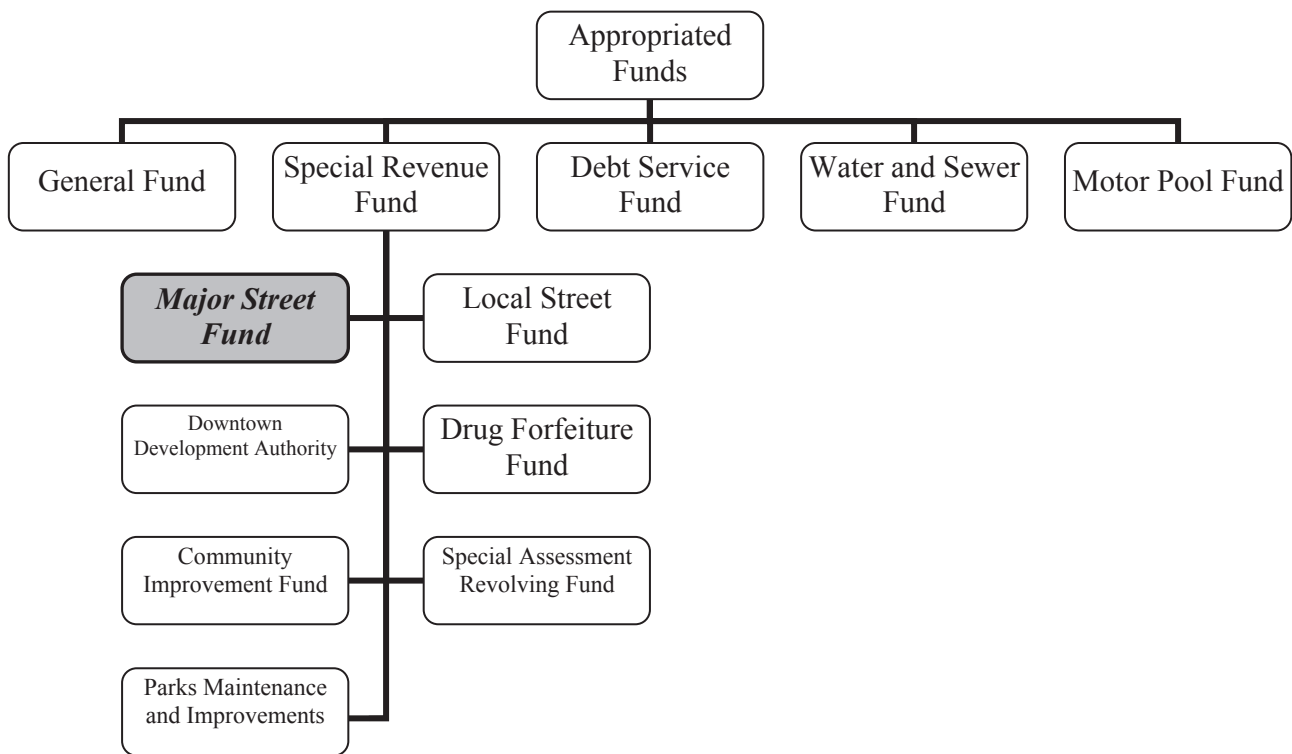 Appropriated
Funds
General Fund
Special Revenue
Fund
Debt Service
Fund
Water and Sewer
Fund
Motor Pool Fund
Major Street
Fund
Local Street
Fund
Downtown
Development Authority
Drug Forfeiture
Fund
Community
Improvement Fund
Special Assessment
Revolving Fund
Parks Maintenance
and Improvements